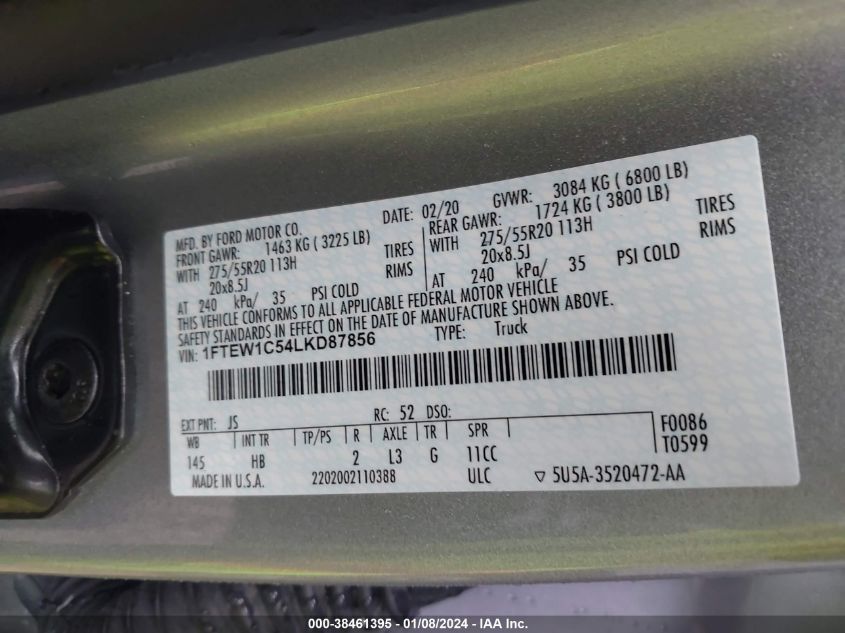 MFD. BY FORD MOTOR CO.
DATE: 02/20 GVWR: 3084 KG ( 6800 LB)
FRONT GAWR: 1463 KG ( 3225 LB)
WITH 275/55R20 113H TIRES
20x8.5J RIMS
AT 240 kPa/ 35 PSI COLD
REAR GAWR: 1724 KG ( 3800 LB)
WITH 275/55R20 113H TIRES
20x8.5J RIMS
AT 240 kPa/ 35 PSI COLD
THIS VEHICLE CONFORMS TO ALL APPLICABLE FEDERAL MOTOR VEHICLE
SAFETY STANDARDS IN EFFECT ON THE DATE OF MANUFACTURE SHOWN ABOVE.
VIN: 1FTEW1C54LKD87856 TYPE: Truck
EXT PNT: JS RC: 52 DSO:
WB INT TR TP/PS R AXLE TR SPR F0086
145 HB 2 L3 G 11CC T0599
MADE IN U.S.A. 2202002110388 ULC ▽ 5U5A-3520472-AA
000-38461395 - 01/08/2024 - IAA Inc.